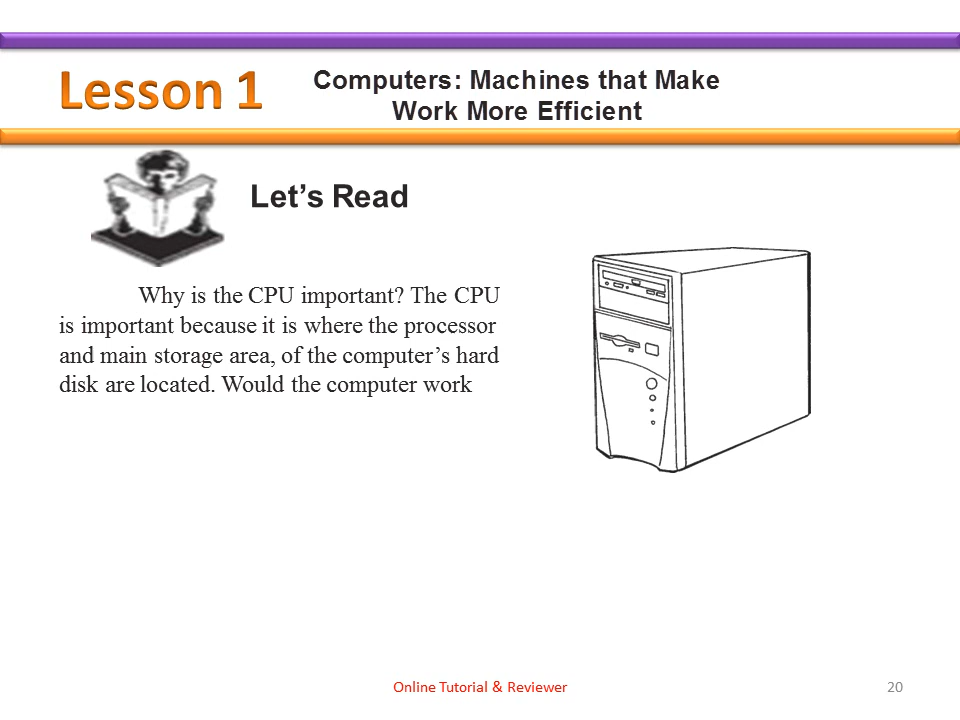 Lesson 1
Computers: Machines that Make
Work More Efficient
Let’s Read
Why is the CPU important? The CPU
is important because it is where the processor
and main storage area, of the computer’s hard
disk are located. Would the computer work
Online Tutorial & Reviewer
20